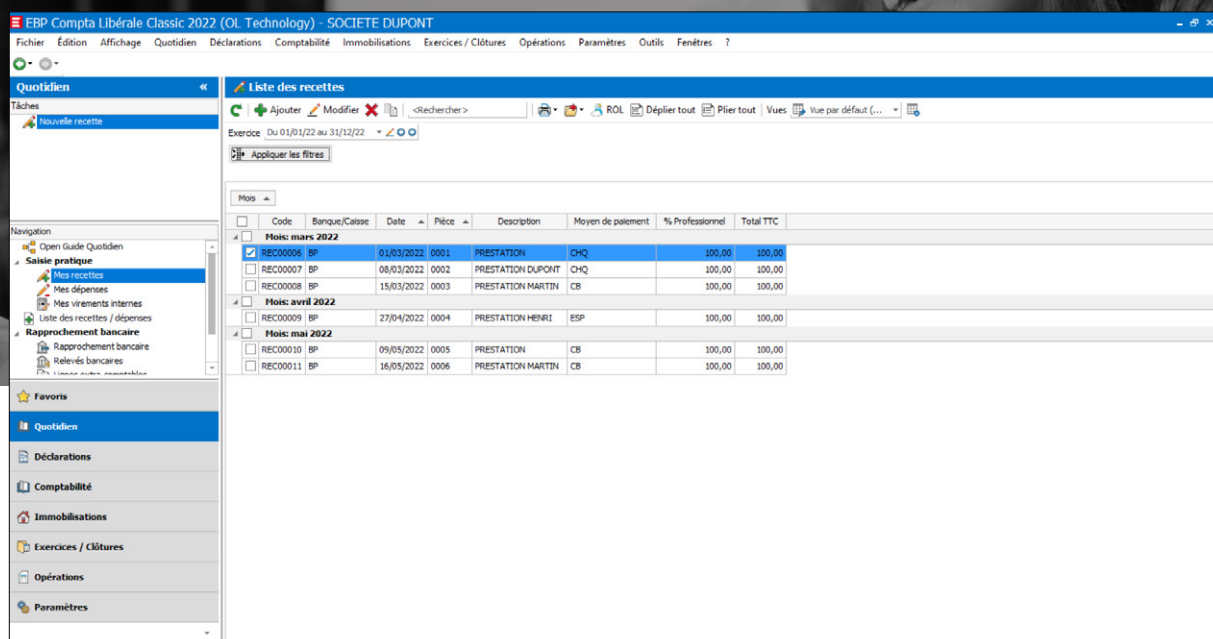 EBP Compta Libérale Classic 2022 (OL Technology) - SOCIETE DUPONT
Fichier Édition Affichage Quotidien Déclarations Comptabilité Immobilisations Exercices / Clôtures Opérations Paramètres Outils Fenêtres ?
Quotidien «
Tâches
Nouvelle recette
Navigation
Open Guide Quotidien
Saisie pratique
Mes recettes
Mes dépenses
Mes virements internes
Liste des recettes / dépenses
Rapprochement bancaire
Rapprochement bancaire
Relevés bancaires
Lignes extra-comptables
Favoris
Quotidien
Déclarations
Comptabilité
Immobilisations
Exercices / Clôtures
Opérations
Paramètres
Liste des recettes
Ajouter Modifier <Rechercher> ROL Déplier tout Plier tout Vues Vue par défaut (...
Exercice Du 01/01/22 au 31/12/22
Appliquer les filtres
Mois
Code Banque/Caisse Date Pièce Description Moyen de paiement % Professionnel Total TTC
Mois: mars 2022
REC00006 BP 01/03/2022 0001 PRESTATION CHQ 100,00 100,00
REC00007 BP 08/03/2022 0002 PRESTATION DUPONT CHQ 100,00 100,00
REC00008 BP 15/03/2022 0003 PRESTATION MARTIN CB 100,00 100,00
Mois: avril 2022
REC00009 BP 27/04/2022 0004 PRESTATION HENRI ESP 100,00 100,00
Mois: mai 2022
REC00010 BP 09/05/2022 0005 PRESTATION CB 100,00 100,00
REC00011 BP 16/05/2022 0006 PRESTATION MARTIN CB 100,00 100,00